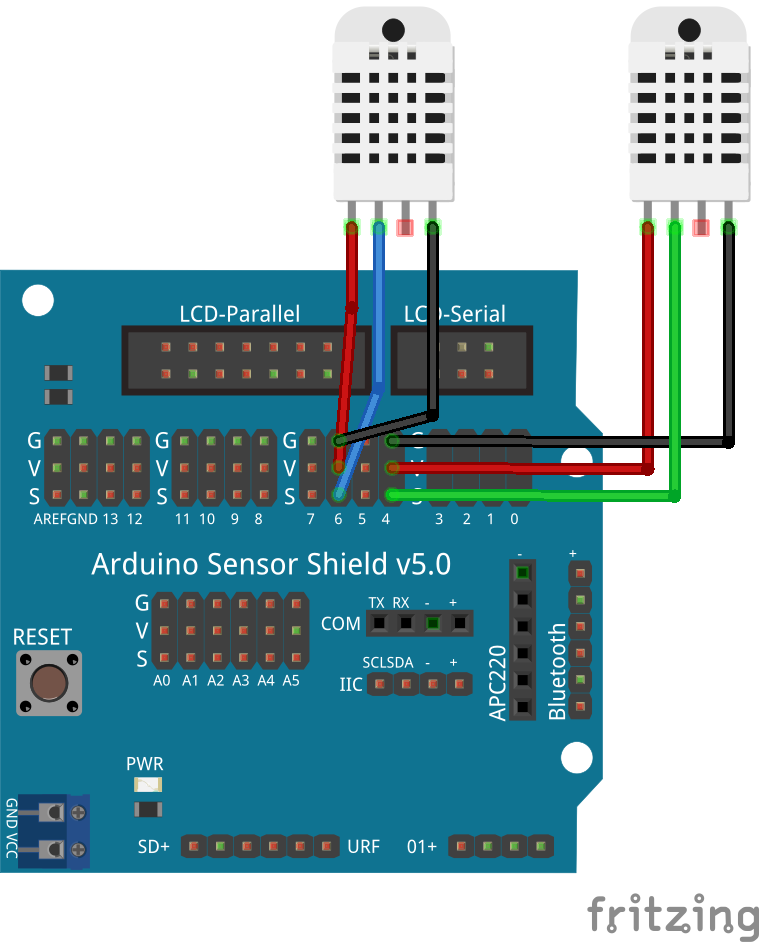 LCD-Parallel LCD-Serial
G G G G
V V V
S S S S
AREF GND 13 12 11 10 9 8 7 6 5 4 3 2 1 0
Arduino Sensor Shield v5.0 - +
G TX RX - +
V COM
S
RESET
A0 A1 A2 A3 A4 A5
SCL SDA - +
IIC
APC220
Bluetooth
PWR
GND VCC
SD+ URF 01+
fritzing